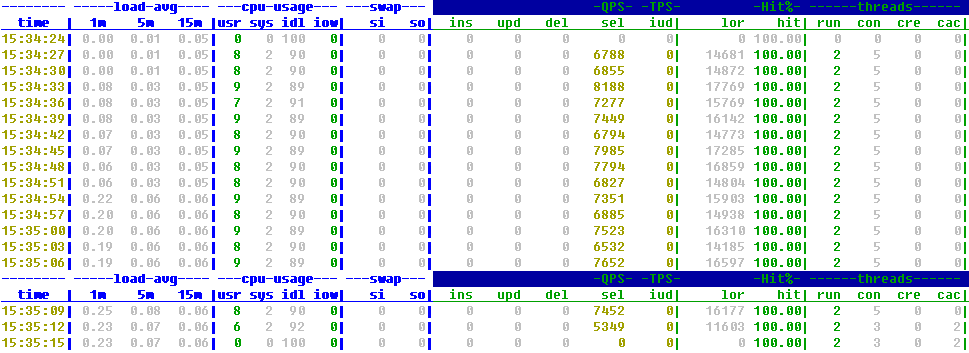 -------- -----load-avg---- ---cpu-usage--- ---swap--- -QPS- -TPS- -Hit%- ------threads------
time | 1m 5m 15m |usr sys idl iow| si so| ins upd del sel iud| lor hit| run con cre cac|
15:34:24| 0.00 0.01 0.05| 0 0 100 0| 0 0| 0 0 0 0 0| 0 100.00| 0 0 0 0|
15:34:27| 0.00 0.01 0.05| 8 2 90 0| 0 0| 0 0 0 6788 0| 14681 100.00| 2 5 0 0|
15:34:30| 0.00 0.01 0.05| 8 2 90 0| 0 0| 0 0 0 6855 0| 14872 100.00| 2 5 0 0|
15:34:33| 0.08 0.03 0.05| 9 2 89 0| 0 0| 0 0 0 8188 0| 17769 100.00| 2 5 0 0|
15:34:36| 0.08 0.03 0.05| 7 2 91 0| 0 0| 0 0 0 7277 0| 15769 100.00| 2 5 0 0|
15:34:39| 0.08 0.03 0.05| 9 2 89 0| 0 0| 0 0 0 7449 0| 16142 100.00| 2 5 0 0|
15:34:42| 0.07 0.03 0.05| 8 2 90 0| 0 0| 0 0 0 6794 0| 14773 100.00| 2 5 0 0|
15:34:45| 0.07 0.03 0.05| 9 2 89 0| 0 0| 0 0 0 7985 0| 17285 100.00| 2 5 0 0|
15:34:48| 0.06 0.03 0.05| 8 2 90 0| 0 0| 0 0 0 7794 0| 16859 100.00| 2 5 0 0|
15:34:51| 0.06 0.03 0.05| 8 2 90 0| 0 0| 0 0 0 6827 0| 14804 100.00| 2 5 0 0|
15:34:54| 0.22 0.06 0.06| 9 2 89 0| 0 0| 0 0 0 7351 0| 15903 100.00| 2 5 0 0|
15:34:57| 0.20 0.06 0.06| 8 2 90 0| 0 0| 0 0 0 6885 0| 14938 100.00| 2 5 0 0|
15:35:00| 0.20 0.06 0.06| 9 2 89 0| 0 0| 0 0 0 7523 0| 16310 100.00| 2 5 0 0|
15:35:03| 0.19 0.06 0.06| 8 2 90 0| 0 0| 0 0 0 6532 0| 14185 100.00| 2 5 0 0|
15:35:06| 0.19 0.06 0.06| 9 2 89 0| 0 0| 0 0 0 7652 0| 16597 100.00| 2 5 0 0|
-------- -----load-avg---- ---cpu-usage--- ---swap--- -QPS- -TPS- -Hit%- ------threads------
time | 1m 5m 15m |usr sys idl iow| si so| ins upd del sel iud| lor hit| run con cre cac|
15:35:09| 0.25 0.08 0.06| 8 2 90 0| 0 0| 0 0 0 7452 0| 16177 100.00| 2 5 0 0|
15:35:12| 0.23 0.07 0.06| 6 2 92 0| 0 0| 0 0 0 5349 0| 11603 100.00| 2 3 0 2|
15:35:15| 0.23 0.07 0.06| 0 0 100 0| 0 0| 0 0 0 0 0| 0 100.00| 2 3 0 2|